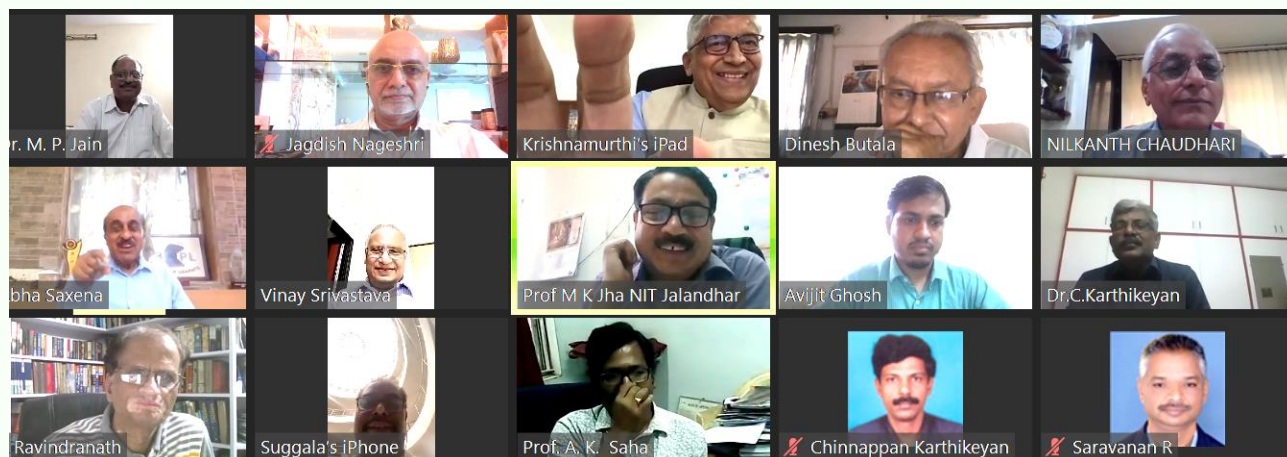 r. M. P. Jain
Jagdish Nageshri
Krishnamurthi's iPad
Dinesh Butala
NILKANTH CHAUDHARI
bha Saxena
PL
Vinay Srivastava
Prof M K Jha NIT Jalandhar
Avijit Ghosh
Dr.C.Karthikeyan
Ravindranath
Suggala's iPhone
Prof. A. K. Saha
Chinnappan Karthikeyan
Saravanan R